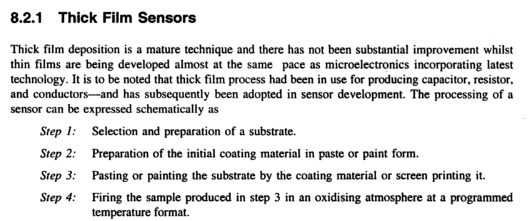 8.2.1 Thick Film Sensors
Thick film deposition is a mature technique and there has not been substantial improvement whilst
thin films are being developed almost at the same pace as microelectronics incorporating latest
technology. It is to be noted that thick film process had been in use for producing capacitor, resistor,
and conductors—and has subsequently been adopted in sensor development. The processing of a
sensor can be expressed schematically as
Step 1: Selection and preparation of a substrate.
Step 2: Preparation of the initial coating material in paste or paint form.
Step 3: Pasting or painting the substrate by the coating material or screen printing it.
Step 4: Firing the sample produced in step 3 in an oxidising atmosphere at a programmed
temperature format.